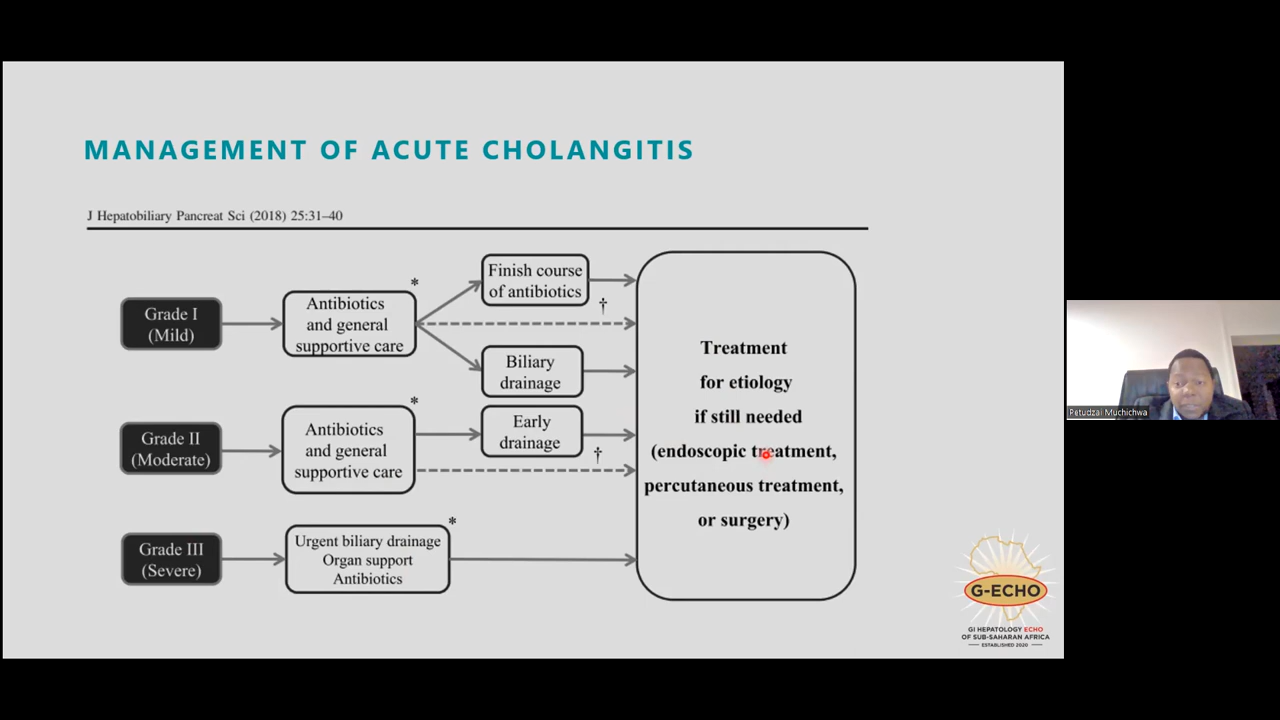 MANAGEMENT OF ACUTE CHOLANGITIS
J Hepatobiliary Pancreat Sci (2018) 25:31–40
Grade I
(Mild)
Antibiotics
and general
supportive care
*
Finish course
of antibiotics
†
Biliary
drainage
Grade II
(Moderate)
Antibiotics
and general
supportive care
*
Early
drainage
†
Grade III
(Severe)
Urgent biliary drainage
Organ support
Antibiotics
*
Treatment
for etiology
if still needed
(endoscopic treatment,
percutaneous treatment,
or surgery)
Petudzai Muchichwa
G-ECHO
GI HEPATOLOGY ECHO
OF SUB-SAHARAN AFRICA
ESTABLISHED 2020